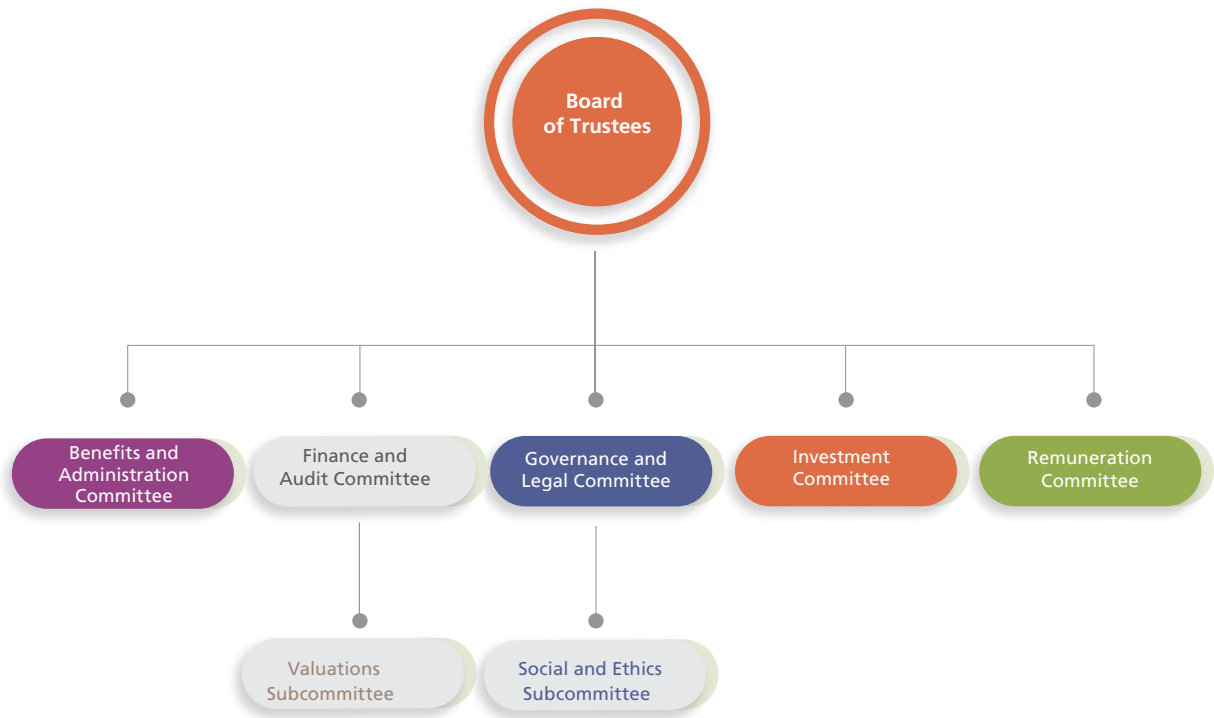 Board
of Trustees
Benefits and
Administration
Committee
Finance and
Audit Committee
Governance and
Legal Committee
Investment
Committee
Remuneration
Committee
Valuations
Subcommittee
Social and Ethics
Subcommittee